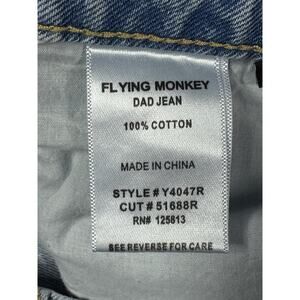 FLYING MONKEY
DAD JEAN
100% COTTON
MADE IN CHINA
STYLE # Y4047R
CUT # 51688R
RN# 125813
SEE REVERSE FOR CARE